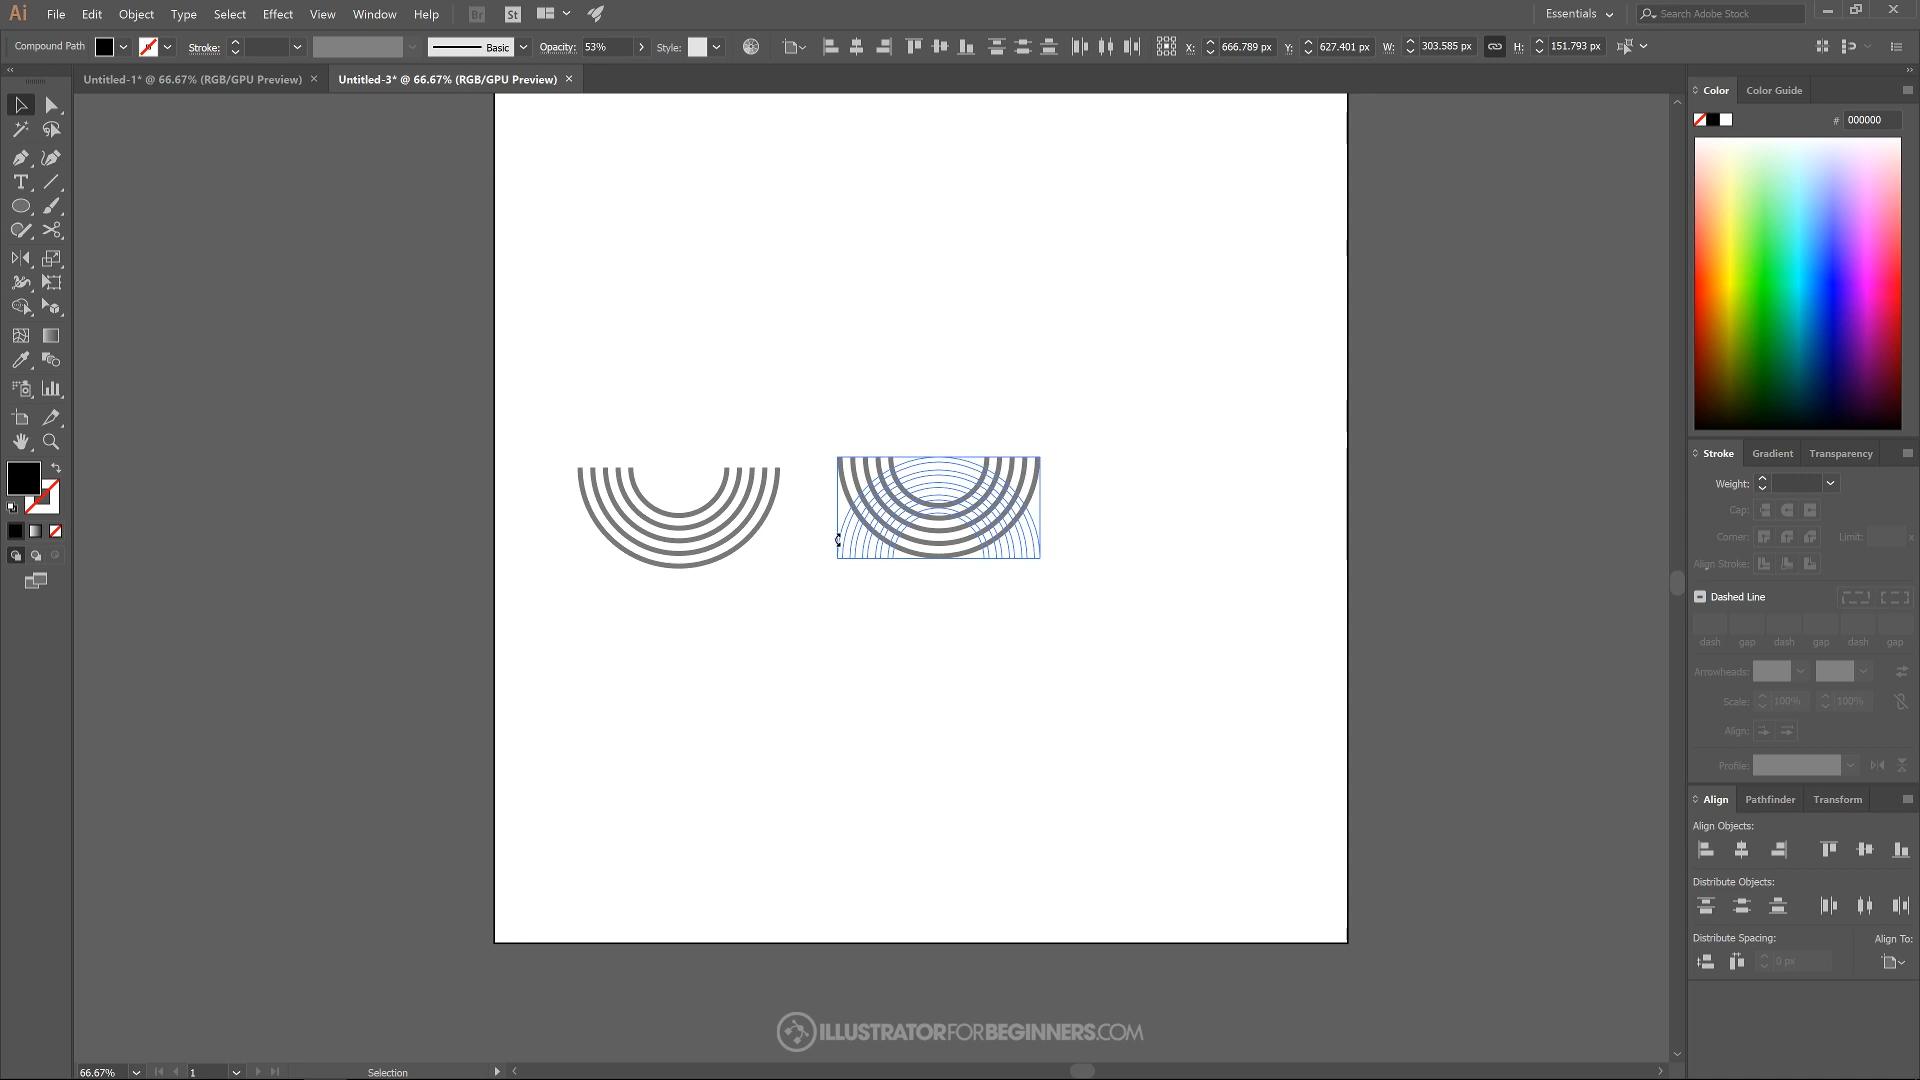 Ai File Edit Object Type Select Effect View Window Help Br St Essentials Search Adobe Stock
Compound Path Stroke: Basic Opacity: 53% Style: X: 666.789 px Y: 627.401 px W: 303.585 px H: 151.793 px
Untitled-1* @ 66.67% (RGB/GPU Preview) × Untitled-3* @ 66.67% (RGB/GPU Preview) ×
Color Color Guide
# 000000
Stroke Gradient Transparency
Weight:
Cap:
Corner: Limit: x
Align Stroke:
Dashed Line
dash gap dash gap dash gap
Arrowheads:
Scale: 100% 100%
Align:
Profile:
Align Pathfinder Transform
Align Objects:
Distribute Objects:
Distribute Spacing: Align To:
0 px
ILLUSTRATORFORBEGINNERS.COM
66.67% 1 Selection